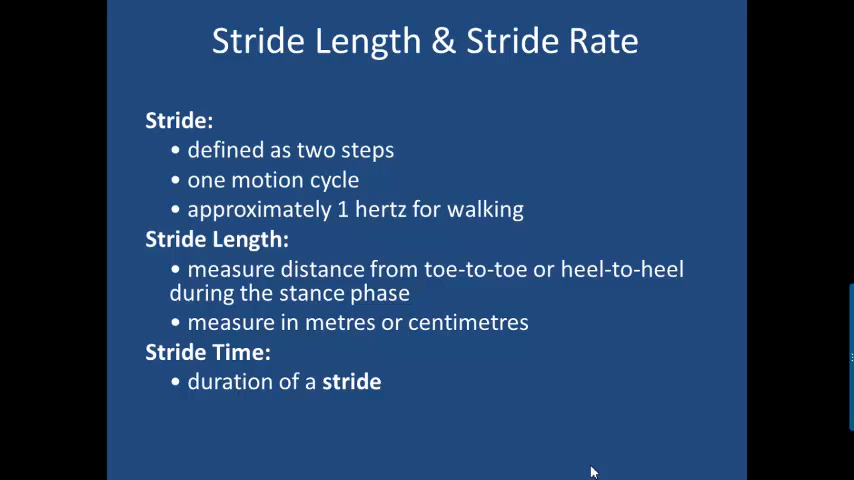 Stride Length & Stride Rate
Stride:
• defined as two steps
• one motion cycle
• approximately 1 hertz for walking
Stride Length:
• measure distance from toe-to-toe or heel-to-heel
during the stance phase
• measure in metres or centimetres
Stride Time:
• duration of a stride